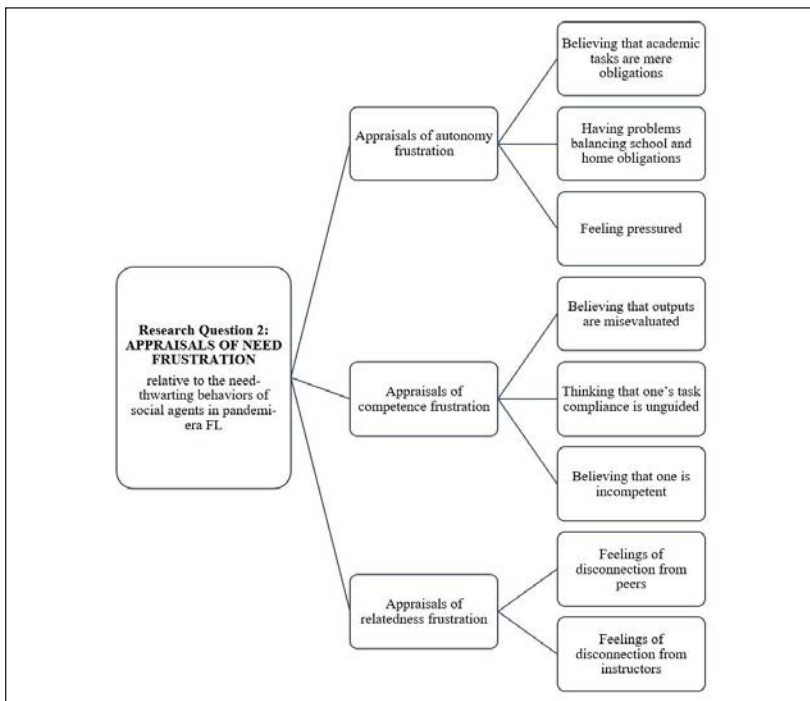 Research Question 2:
APPRAISALS OF NEED
FRUSTRATION
relative to the need-
thwarting behaviors of
social agents in pandemi-
era FL
Appraisals of autonomy
frustration
Believing that academic
tasks are mere
obligations
Having problems
balancing school and
home obligations
Feeling pressured
Appraisals of
competence frustration
Believing that outputs
are misevaluated
Thinking that one's task
compliance is unguided
Believing that one is
incompetent
Appraisals of
relatedness frustration
Feelings of
disconnection from
peers
Feelings of
disconnection from
instructors